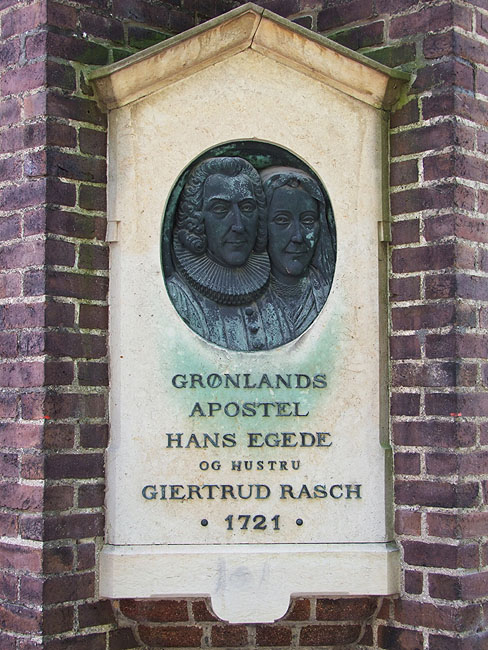 GRØNLANDS
APOSTEL
HANS EGEDE
OG HUSTRU
GIERTRUD RASCH
• 1721 •